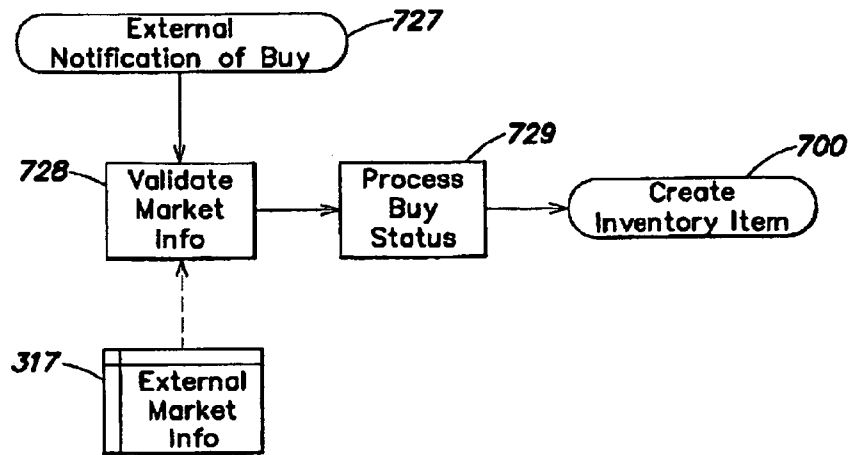 External
Notification of Buy
727
728
Validate
Market
Info
729
Process
Buy
Status
700
Create
Inventory Item
317
External
Market
Info